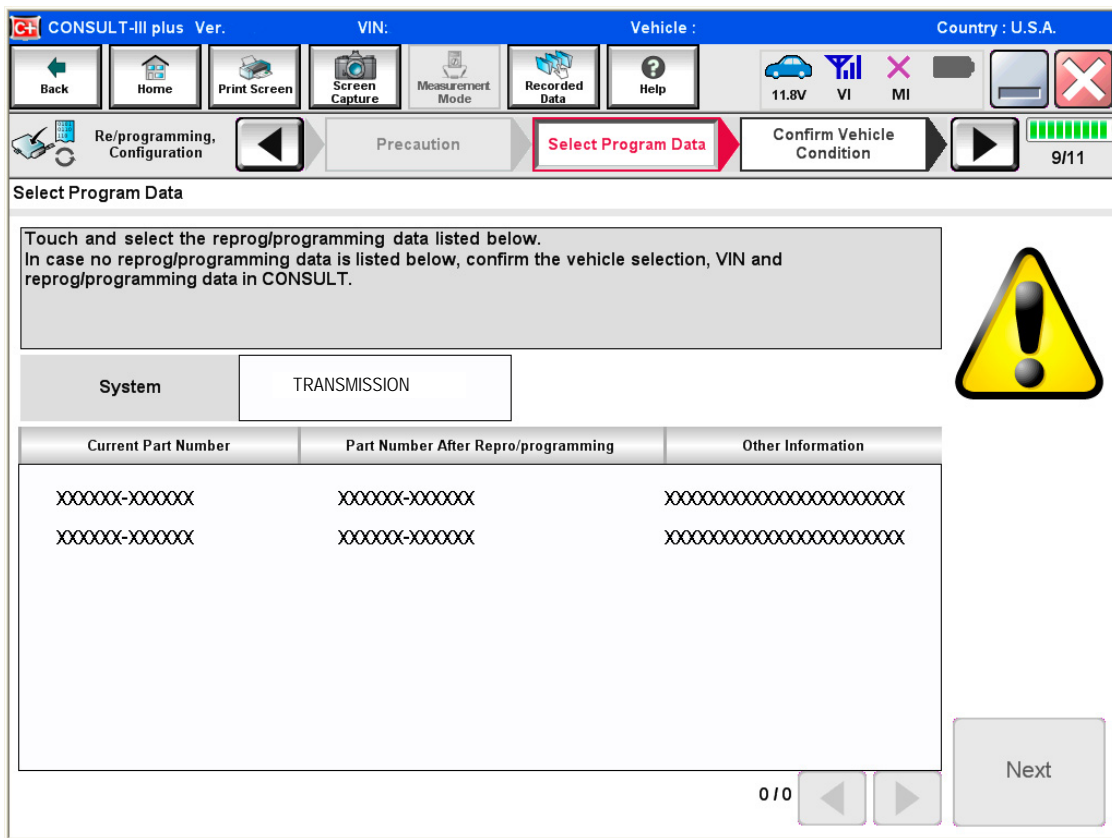 C+ CONSULT-III plus Ver. VIN: Vehicle : Country : U.S.A.
Back Home Print Screen Screen Capture Measurement Mode Recorded Data Help 11.8V VI MI
Re/programming, Configuration Precaution Select Program Data Confirm Vehicle Condition 9/11
Select Program Data
Touch and select the reprog/programming data listed below.
In case no reprog/programming data is listed below, confirm the vehicle selection, VIN and
reprog/programming data in CONSULT.
System TRANSMISSION
Current Part Number Part Number After Repro/programming Other Information
XXXXXX-XXXXXX XXXXXX-XXXXXX XXXXXXXXXXXXXXXXXXXXXX
XXXXXX-XXXXXX XXXXXX-XXXXXX XXXXXXXXXXXXXXXXXXXXXX
Next
0/0